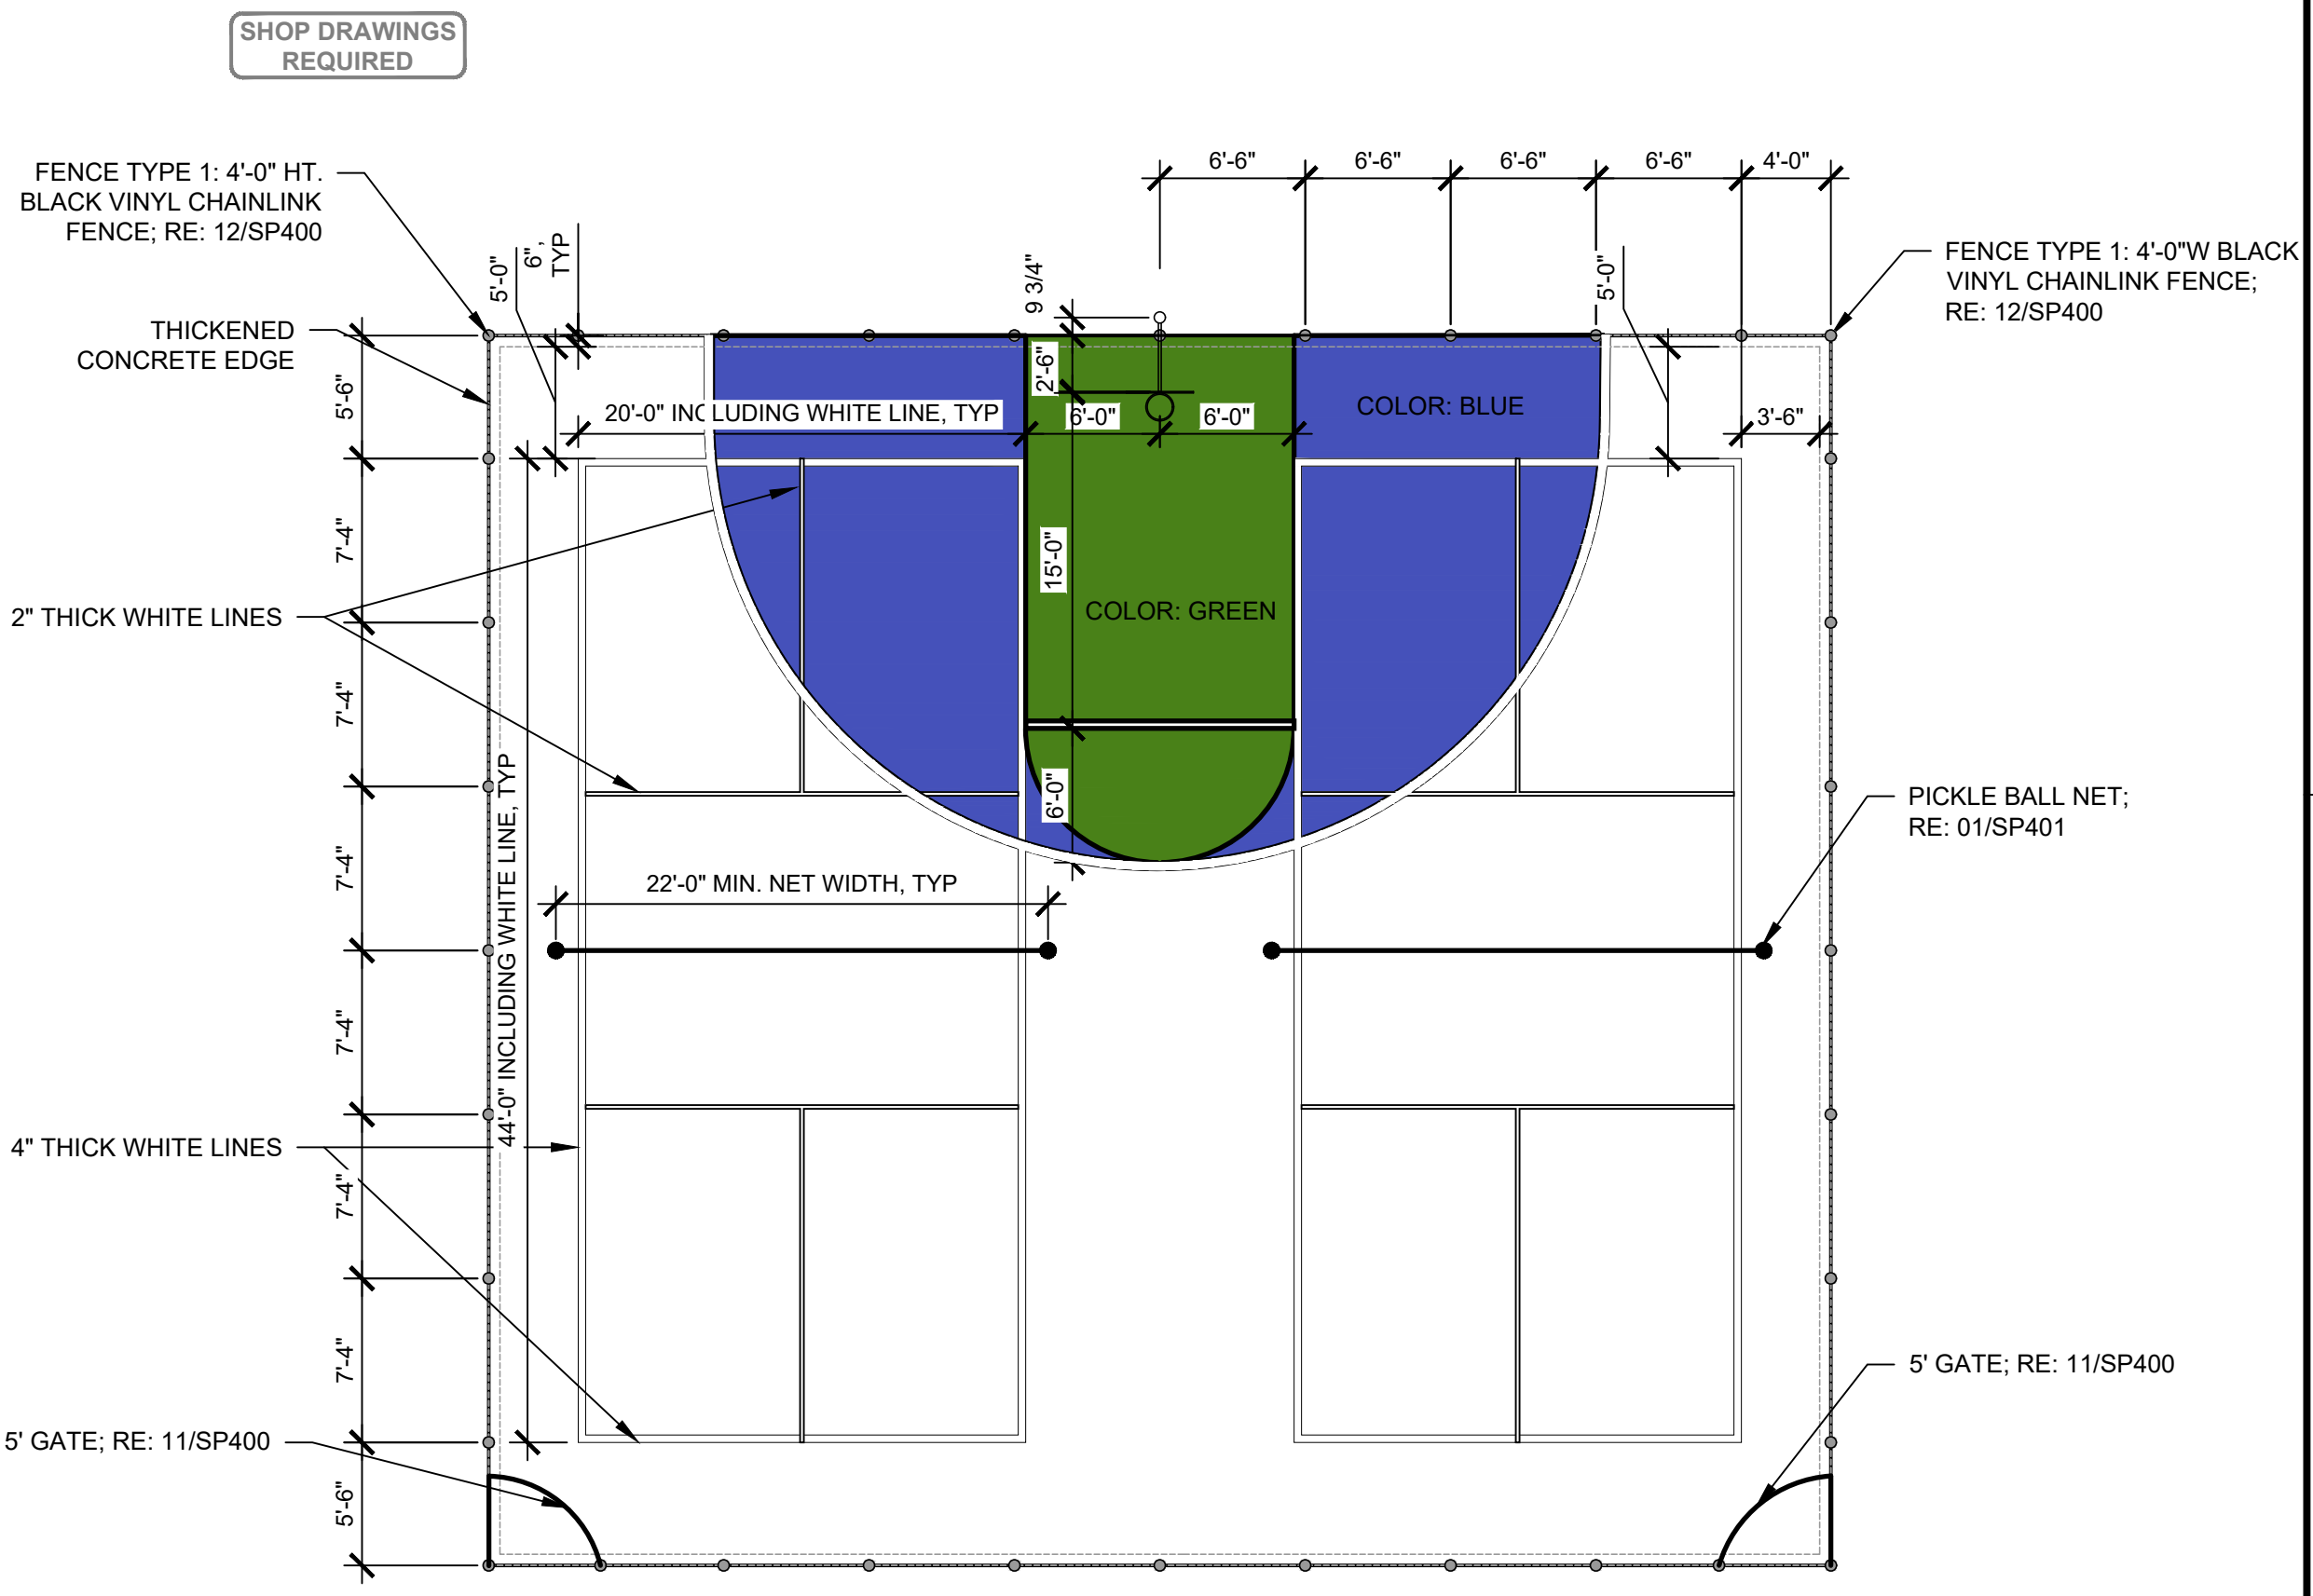 SHOP DRAWINGS
REQUIRED
6'-6"
6'-6"
6'-6"
6'-6"
4'-0"
FENCE TYPE 1: 4'-0" HT.
BLACK VINYL CHAINLINK
FENCE; RE: 12/SP400
5'-0"
6" ,
TYP
9 3/4"
5'-0"
FENCE TYPE 1: 4'-0"W BLACK
VINYL CHAINLINK FENCE;
RE: 12/SP400
THICKENED
CONCRETE EDGE
5'-6"
2'-6"
20'-0" INCLUDING WHITE LINE, TYP
6'-0"
6'-0"
COLOR: BLUE
3'-6"
7'-4"
15'-0"
COLOR: GREEN
2" THICK WHITE LINES
7'-4"
6'-0"
PICKLE BALL NET;
RE: 01/SP401
7'-4"
22'-0" MIN. NET WIDTH, TYP
44'-0" INCLUDING WHITE LINE, TYP
7'-4"
4" THICK WHITE LINES
7'-4"
7'-4"
5' GATE; RE: 11/SP400
5' GATE; RE: 11/SP400
5'-6"